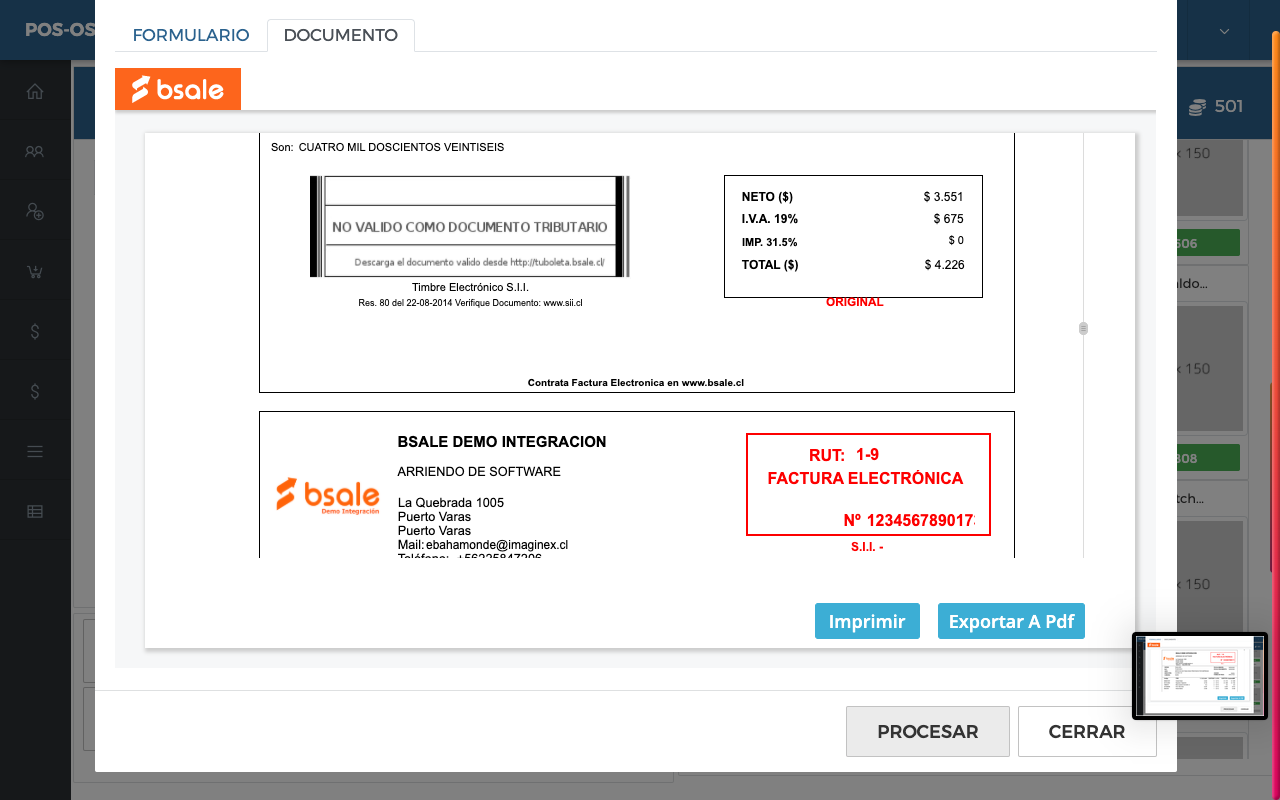 POS-OS
FORMULARIO
DOCUMENTO
bsale
501
x 150
Son: CUATRO MIL DOSCIENTOS VEINTISEIS
NO VALIDO COMO DOCUMENTO TRIBUTARIO
Descarga el documento valido desde http://tuboleta.bsale.cl/
Timbre Electrónico S.I.I.
Res. 80 del 22-08-2014 Verifique Documento: www.sii.cl
NETO ($) $ 3.551
I.V.A. 19% $ 675
IMP. 31.5% $ 0
TOTAL ($) $ 4.226
ORIGINAL
606
ldo...
x 150
Contrata Factura Electronica en www.bsale.cl
bsale
Demo Integración
BSALE DEMO INTEGRACION
ARRIENDO DE SOFTWARE
La Quebrada 1005
Puerto Varas
Puerto Varas
Mail: ebahamonde@imaginex.cl
RUT: 1-9
FACTURA ELECTRÓNICA
Nº 1234567890173
S.I.I. -
808
tch...
x 150
Imprimir
Exportar A Pdf
PROCESAR
CERRAR